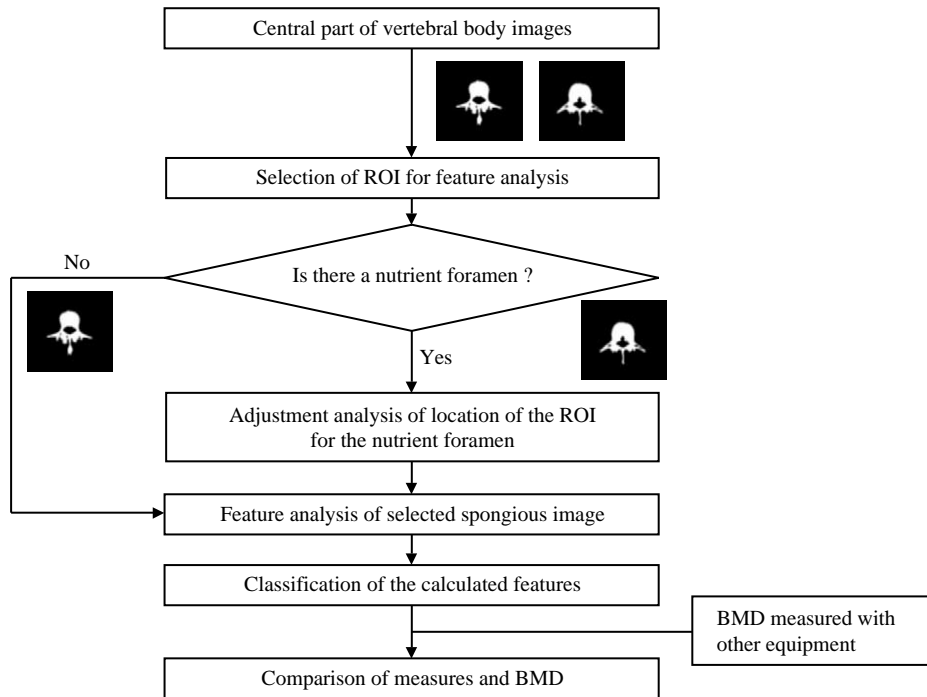 Central part of vertebral body images
Selection of ROI for feature analysis
No
Is there a nutrient foramen ?
Yes
Adjustment analysis of location of the ROI
for the nutrient foramen
Feature analysis of selected spongious image
Classification of the calculated features
BMD measured with
other equipment
Comparison of measures and BMD